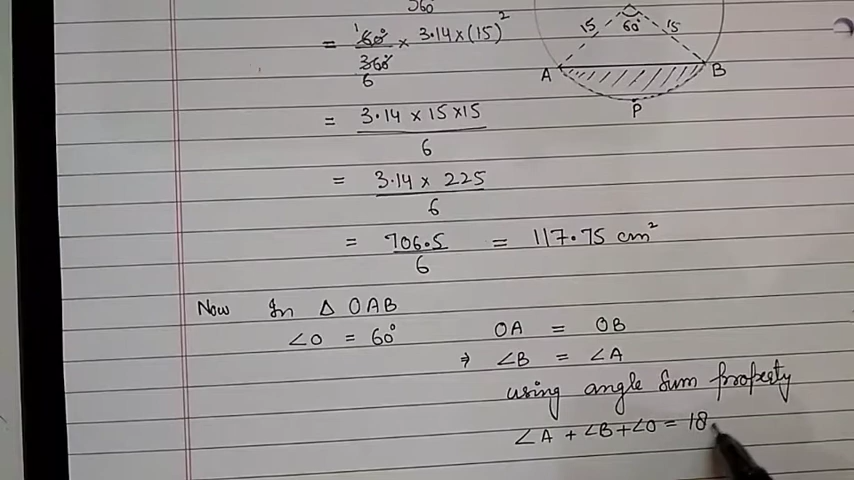 360°
= 60°/360° × 3.14×(15)²
1
6
15 60° 15
A B
P
= 3.14 × 15 ×15 / 6
= 3.14 × 225 / 6
= 706.5 / 6 = 117.75 cm²
Now In Δ OAB
∠O = 60° OA = OB
⇒ ∠B = ∠A
using angle sum property
∠A + ∠B + ∠O = 18